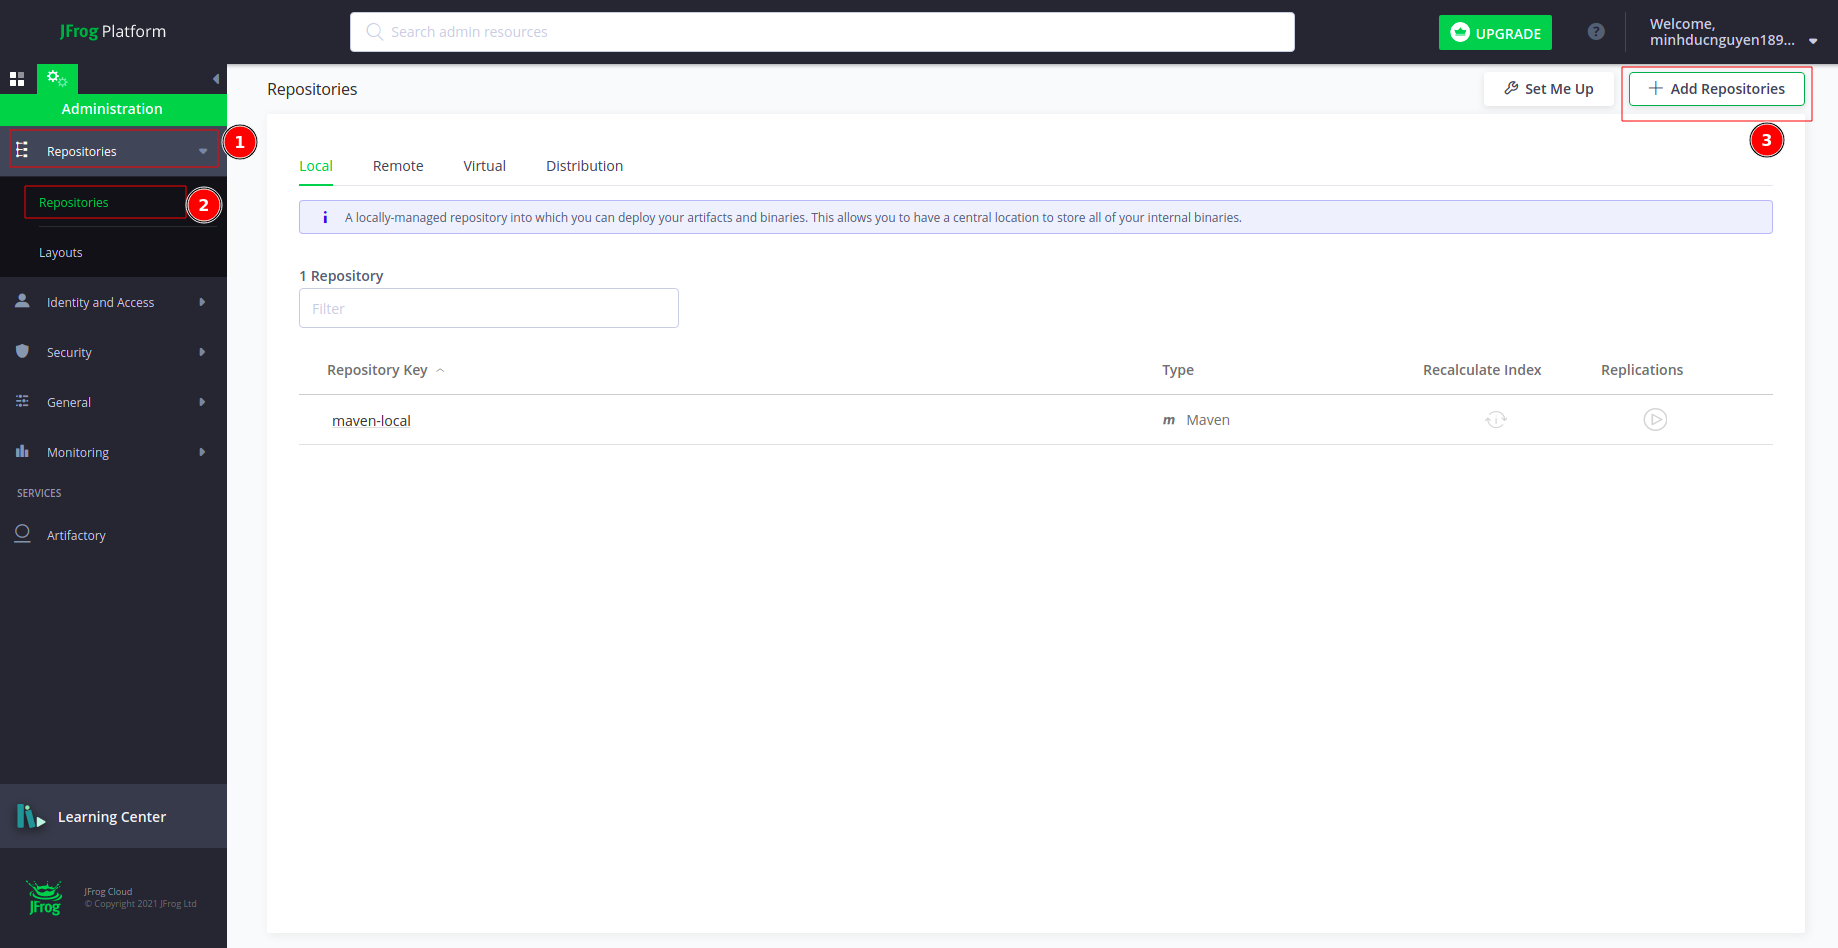 JFrog Platform
Search admin resources
UPGRADE
?
Welcome,
minhducnguyen189...
Administration
Repositories
1
Repositories
2
Layouts
Identity and Access
Security
General
Monitoring
SERVICES
Artifactory
Learning Center
JFrog
JFrog Cloud
© Copyright 2021 JFrog Ltd
Repositories
Set Me Up
Add Repositories
3
Local Remote Virtual Distribution
i A locally-managed repository into which you can deploy your artifacts and binaries. This allows you to have a central location to store all of your internal binaries.
1 Repository
Filter
Repository Key Type Recalculate Index Replications
maven-local m Maven